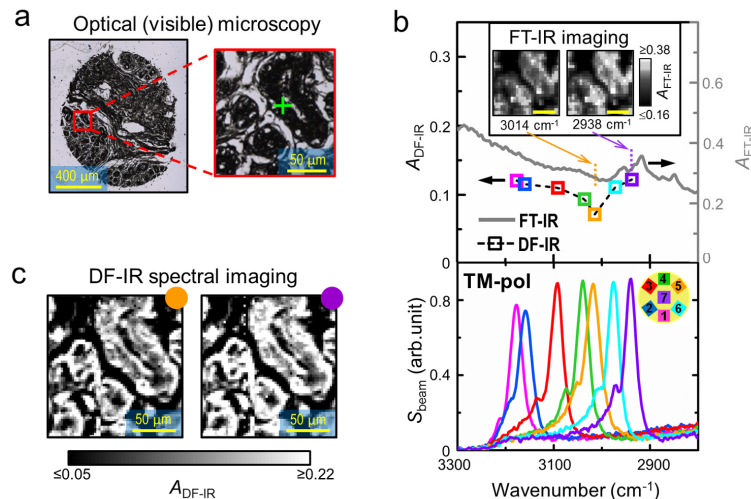 a
Optical (visible) microscopy
400 µm
50 µm
b
FT-IR imaging
≥0.38
A_FT-IR
≤0.16
3014 cm⁻¹
2938 cm⁻¹
0.3
0.2
0.1
0
A_DF-IR
0.6
0.4
0.2
0
A_FT-IR
FT-IR
DF-IR
TM-pol
4
3
5
7
2
6
1
0.8
0.4
0
S_beam (arb.unit)
3300
3100
2900
Wavenumber (cm⁻¹)
c
DF-IR spectral imaging
50 µm
50 µm
≤0.05
≥0.22
A_DF-IR